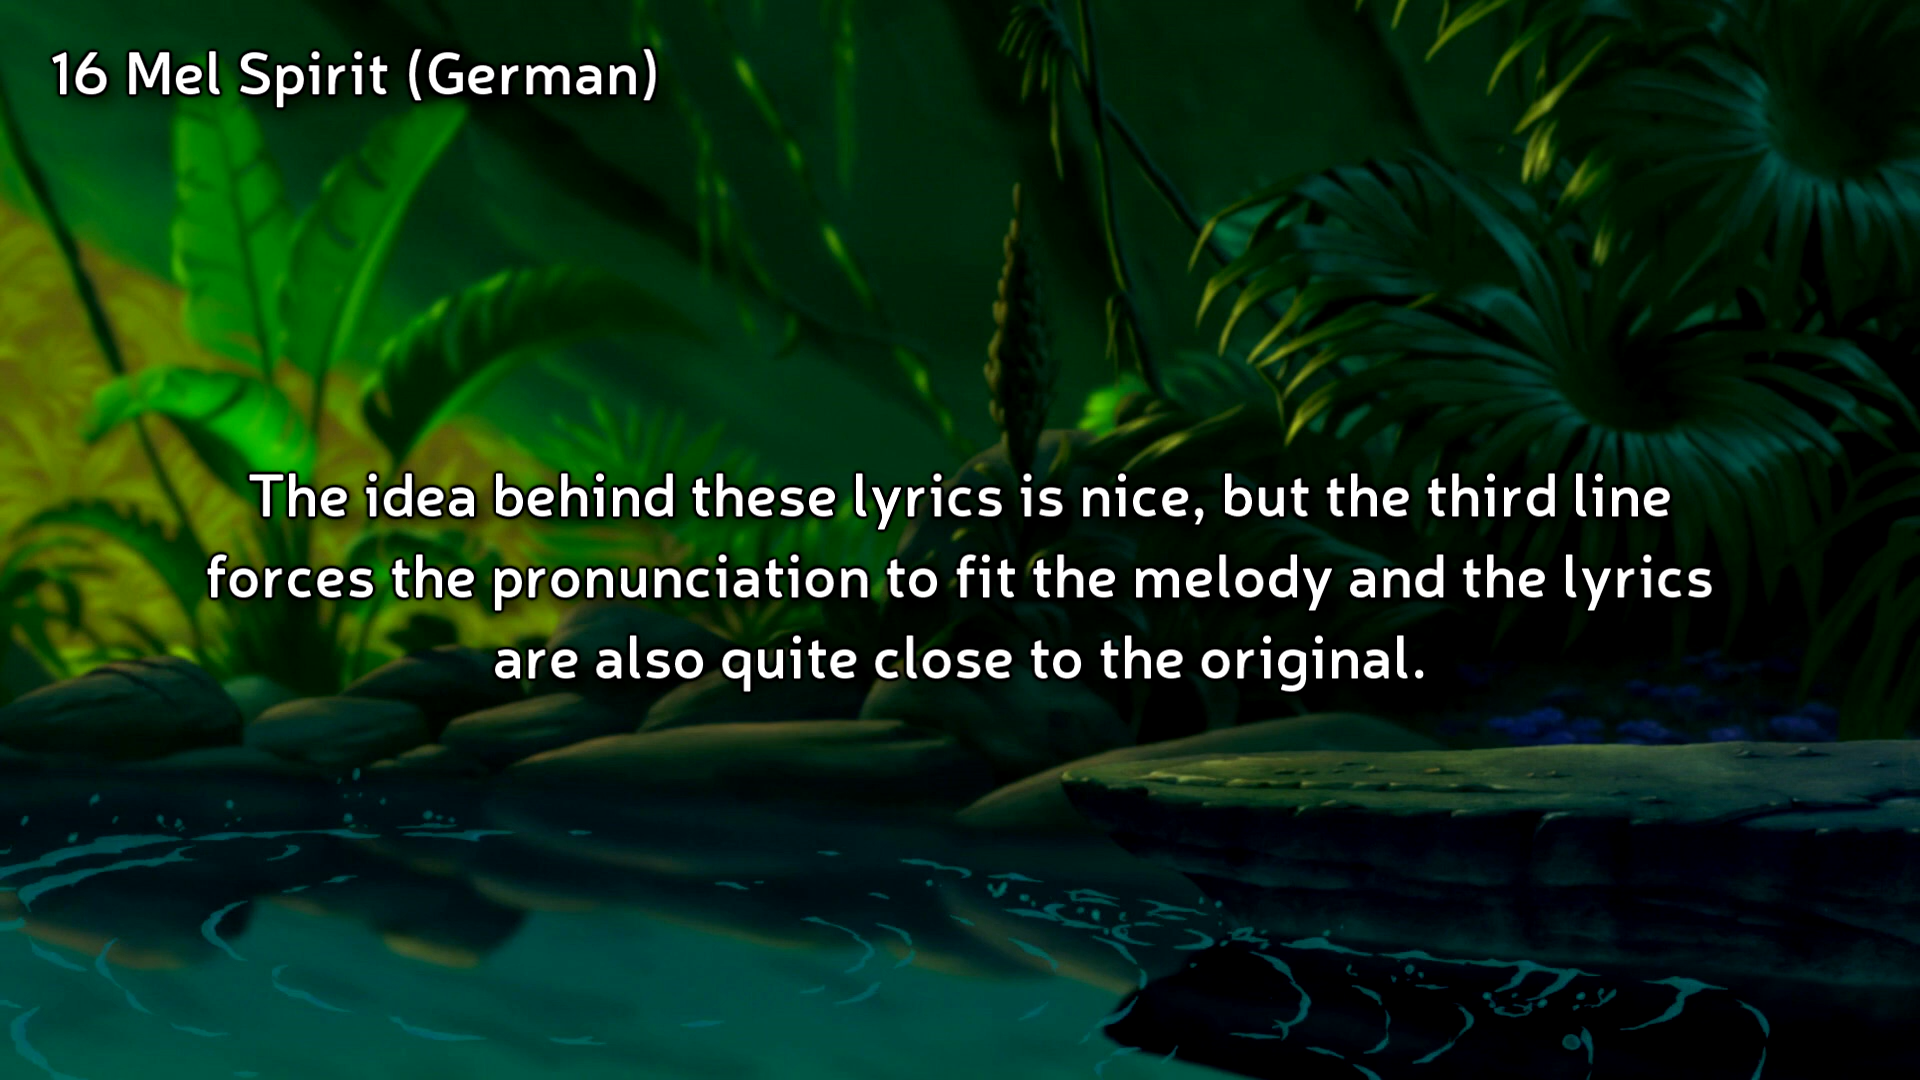 16 Mel Spirit (German)
The idea behind these lyrics is nice, but the third line
forces the pronunciation to fit the melody and the lyrics
are also quite close to the original.